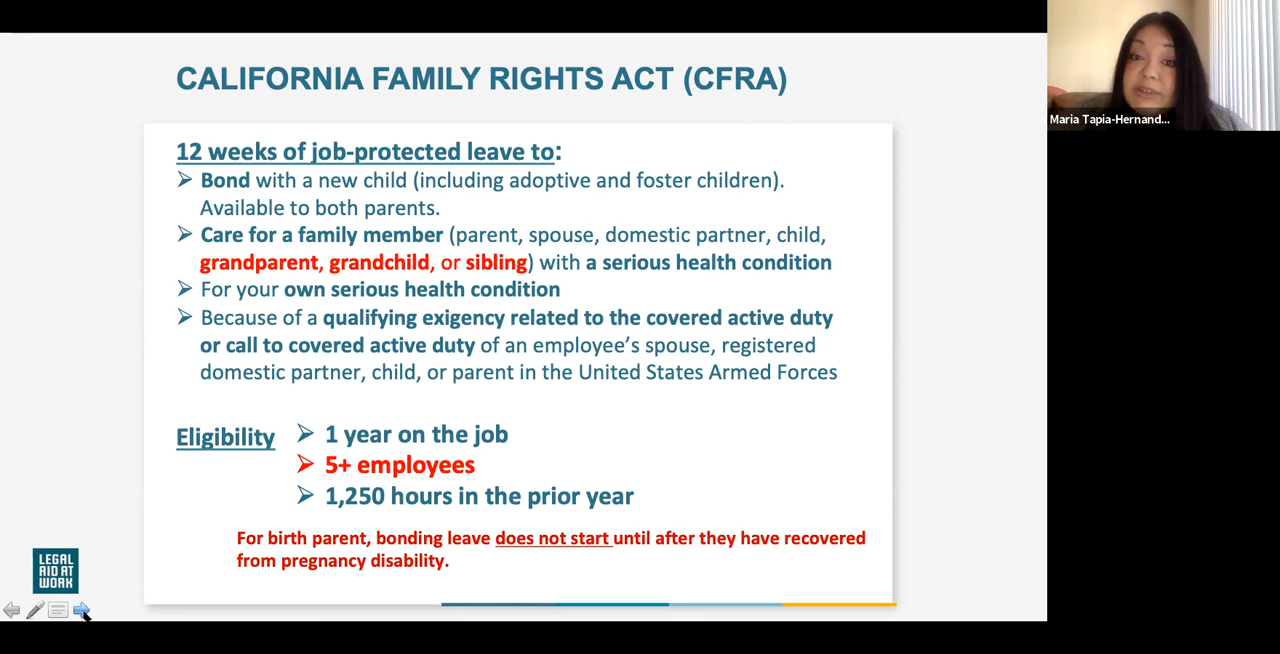 CALIFORNIA FAMILY RIGHTS ACT (CFRA)
12 weeks of job-protected leave to:
➢ Bond with a new child (including adoptive and foster children).
Available to both parents.
➢ Care for a family member (parent, spouse, domestic partner, child,
grandparent, grandchild, or sibling) with a serious health condition
➢ For your own serious health condition
➢ Because of a qualifying exigency related to the covered active duty
or call to covered active duty of an employee’s spouse, registered
domestic partner, child, or parent in the United States Armed Forces
Eligibility
➢ 1 year on the job
➢ 5+ employees
➢ 1,250 hours in the prior year
For birth parent, bonding leave does not start until after they have recovered
from pregnancy disability.
LEGAL
AID AT
WORK
Maria Tapia-Hernand...